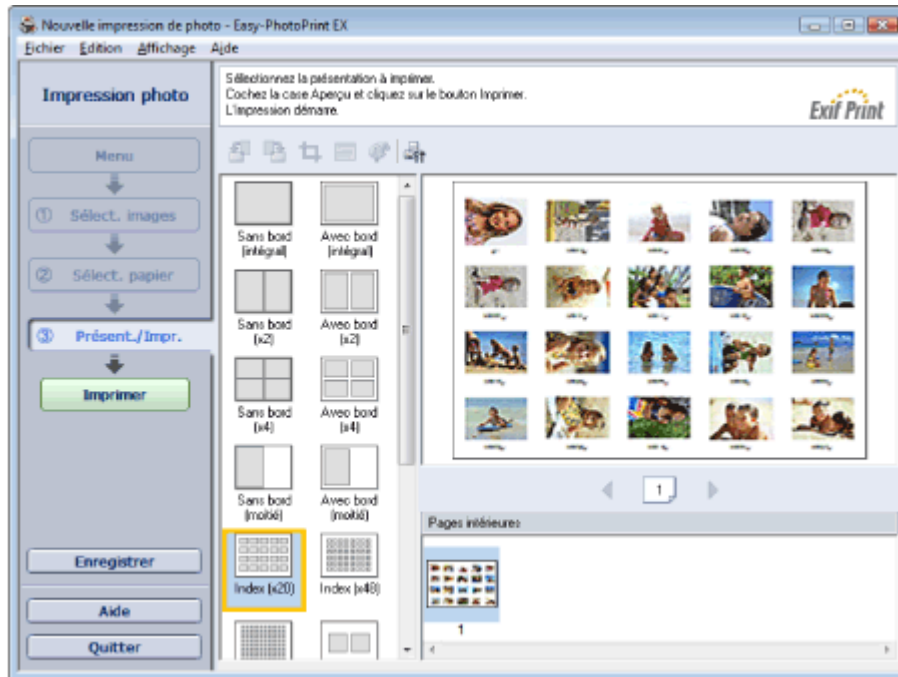 Nouvelle impression de photo - Easy-PhotoPrint EX
Fichier Edition Affichage Aide
Impression photo
Sélectionnez la présentation à imprimer.
Cochez la case Aperçu et cliquez sur le bouton Imprimer.
L'impression démarre.
Exif Print
Menu
① Sélect. images
② Sélect. papier
③ Présent./Impr.
Imprimer
Enregistrer
Aide
Quitter
Sans bord
(intégral)
Avec bord
(intégral)
Sans bord
(x2)
Avec bord
(x2)
Sans bord
(x4)
Avec bord
(x4)
Sans bord
(moitié)
Avec bord
(moitié)
Index (x20)
Index (x48)
1
Pages intérieures
1